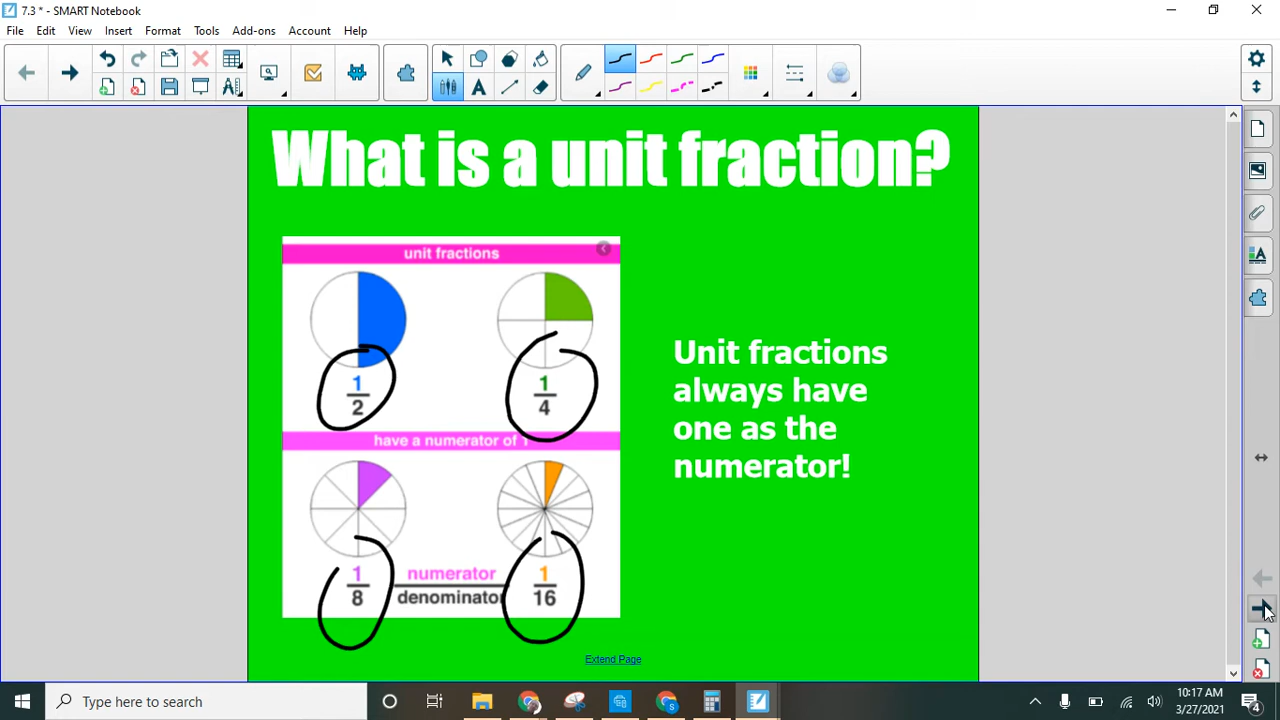 7.3 * - SMART Notebook
File Edit View Insert Format Tools Add-ons Account Help
What is a unit fraction?
unit fractions
1
2
1
4
have a numerator of 1
1
8
numerator
denominator
1
16
Unit fractions
always have
one as the
numerator!
Extend Page
Type here to search
10:17 AM
3/27/2021
4